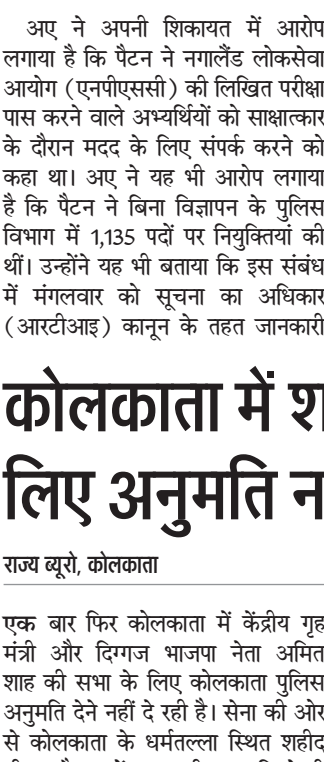 अए ने अपनी शिकायत में आरोप
लगाया है कि पैटन ने नगालैंड लोकसेवा
आयोग (एनपीएससी) की लिखित परीक्षा
पास करने वाले अभ्यर्थियों को साक्षात्कार
के दौरान मदद के लिए संपर्क करने को
कहा था। अए ने यह भी आरोप लगाया
है कि पैटन ने बिना विज्ञापन के पुलिस
विभाग में 1,135 पदों पर नियुक्तियां की
थीं। उन्होंने यह भी बताया कि इस संबंध
में मंगलवार को सूचना का अधिकार
(आरटीआइ) कानून के तहत जानकारी
कोलकाता में
लिए अनुमति
राज्य ब्यूरो, कोलकाता
एक बार फिर कोलकाता में केंद्रीय गृह
मंत्री और दिग्गज भाजपा नेता अमित
शाह की सभा के लिए कोलकाता पुलिस
अनुमति देने नहीं दे रही है। सेना की ओर
से कोलकाता के धर्मतल्ला स्थित शहीद